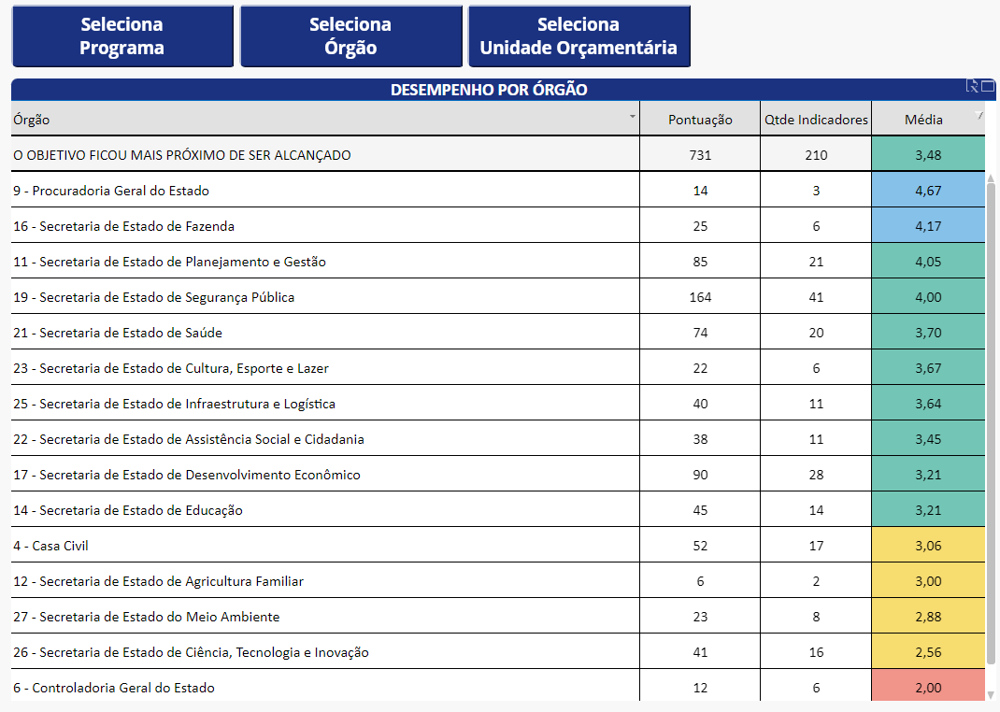 Seleciona
Programa
Seleciona
Órgão
Seleciona
Unidade Orçamentária
DESEMPENHO POR ÓRGÃO
Órgão Pontuação Qtde Indicadores Média
O OBJETIVO FICOU MAIS PRÓXIMO DE SER ALCANÇADO 731 210 3,48
9 - Procuradoria Geral do Estado 14 3 4,67
16 - Secretaria de Estado de Fazenda 25 6 4,17
11 - Secretaria de Estado de Planejamento e Gestão 85 21 4,05
19 - Secretaria de Estado de Segurança Pública 164 41 4,00
21 - Secretaria de Estado de Saúde 74 20 3,70
23 - Secretaria de Estado de Cultura, Esporte e Lazer 22 6 3,67
25 - Secretaria de Estado de Infraestrutura e Logística 40 11 3,64
22 - Secretaria de Estado de Assistência Social e Cidadania 38 11 3,45
17 - Secretaria de Estado de Desenvolvimento Econômico 90 28 3,21
14 - Secretaria de Estado de Educação 45 14 3,21
4 - Casa Civil 52 17 3,06
12 - Secretaria de Estado de Agricultura Familiar 6 2 3,00
27 - Secretaria de Estado do Meio Ambiente 23 8 2,88
26 - Secretaria de Estado de Ciência, Tecnologia e Inovação 41 16 2,56
6 - Controladoria Geral do Estado 12 6 2,00